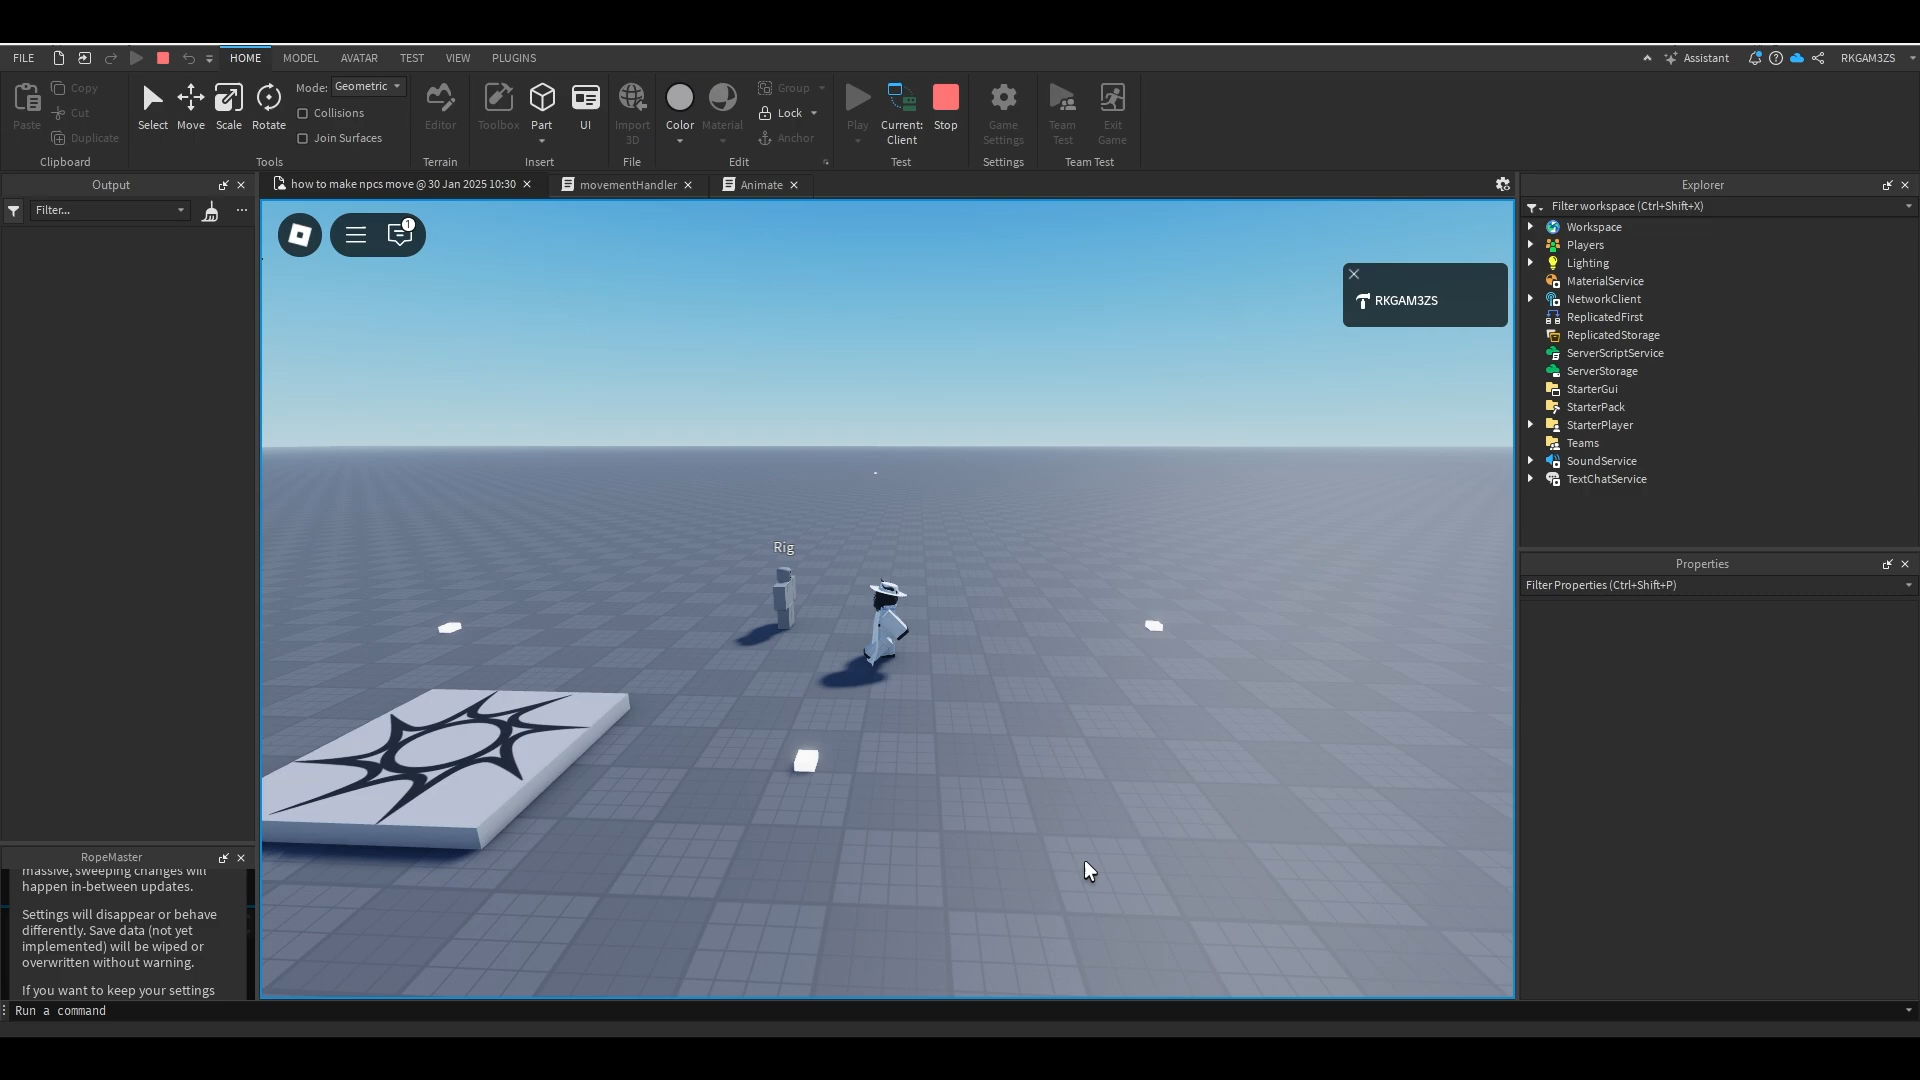 FILE HOME MODEL AVATAR TEST VIEW PLUGINS Assistant RKGAM3ZS
Paste Copy Cut Duplicate
Clipboard
Select Move Scale Rotate
Mode: Geometric
Collisions
Join Surfaces
Tools
Editor
Terrain
Toolbox Part UI
Insert
Import
3D
File
Color Material Group Lock Anchor
Edit
Play Current:
Client Stop
Test
Game
Settings
Settings
Team
Test Exit
Game
Team Test
Output
Filter...
how to make npcs move @ 30 Jan 2025 10:30 movementHandler Animate
1
RKGAM3ZS
Rig
RopeMaster
massive, sweeping changes will
happen in-between updates.
Settings will disappear or behave
differently. Save data (not yet
implemented) will be wiped or
overwritten without warning.
If you want to keep your settings
Run a command
Explorer
Filter workspace (Ctrl+Shift+X)
Workspace
Players
Lighting
MaterialService
NetworkClient
ReplicatedFirst
ReplicatedStorage
ServerScriptService
ServerStorage
StarterGui
StarterPack
StarterPlayer
Teams
SoundService
TextChatService
Properties
Filter Properties (Ctrl+Shift+P)